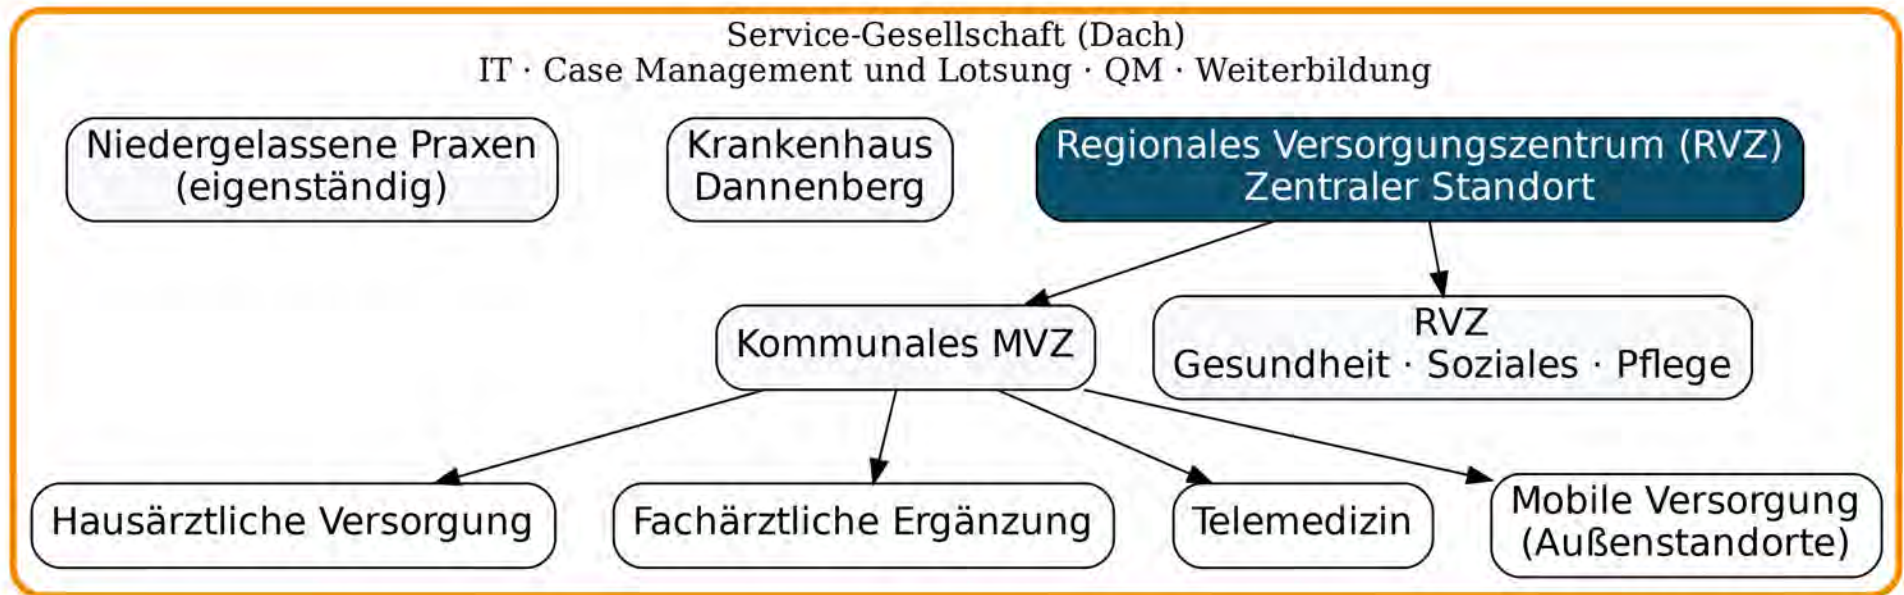 Service-Gesellschaft (Dach)
IT · Case Management und Lotsung · QM · Weiterbildung
Niedergelassene Praxen
(eigenständig)
Krankenhaus
Dannenberg
Regionales Versorgungszentrum (RVZ)
Zentraler Standort
Kommunales MVZ
RVZ
Gesundheit · Soziales · Pflege
Hausärztliche Versorgung
Fachärztliche Ergänzung
Telemedizin
Mobile Versorgung
(Außenstandorte)